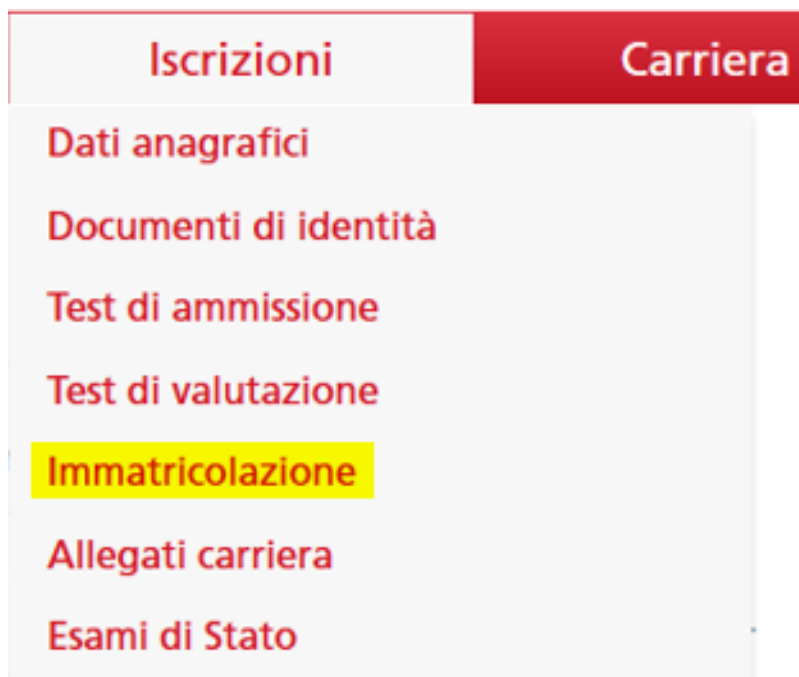 Iscrizioni Carriera
Dati anagrafici
Documenti di identità
Test di ammissione
Test di valutazione
Immatricolazione
Allegati carriera
Esami di Stato